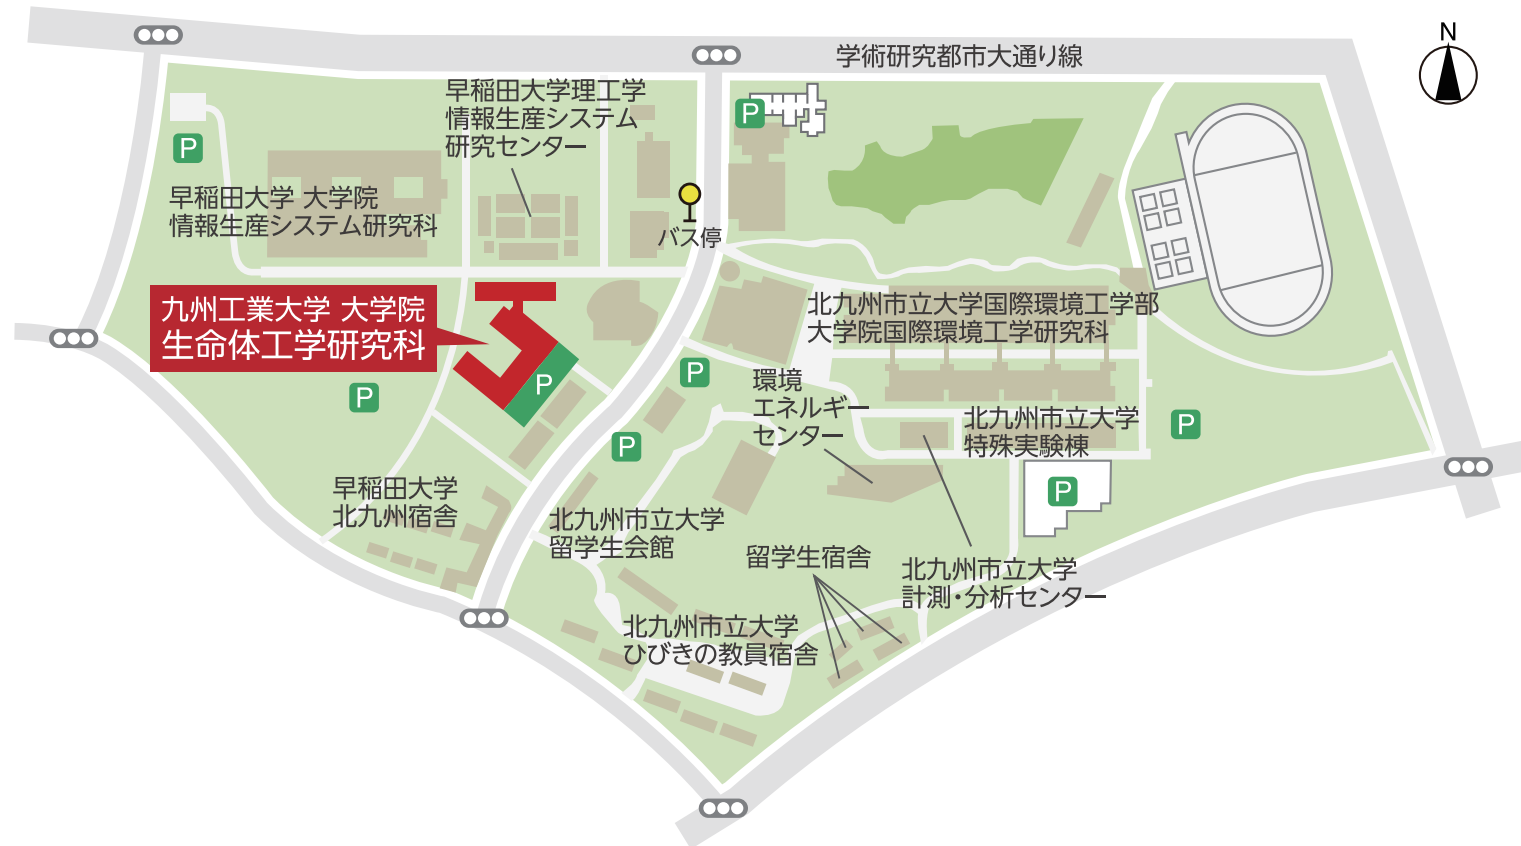 N
学術研究都市大通り線
早稲田大学理工学
情報生産システム
研究センター
P
P
早稲田大学 大学院
情報生産システム研究科
バス停
九州工業大学 大学院
生命体工学研究科
北九州市立大学国際環境工学部
大学院国際環境工学研究科
P
P
P
環境
エネルギー
センター
北九州市立大学
特殊実験棟
P
P
P
早稲田大学
北九州宿舎
北九州市立大学
留学生会館
留学生宿舎
北九州市立大学
計測・分析センター
北九州市立大学
ひびきの教員宿舎